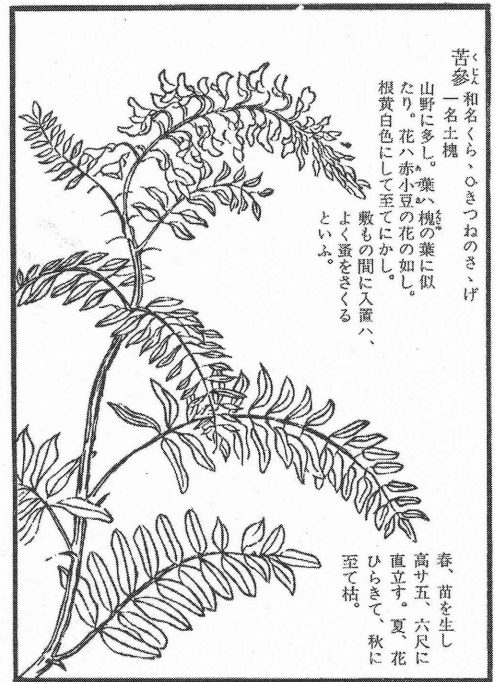 苦參 和名くらゝひきつねのさゝげ
くじん
一名土槐
山野に多し。葉ハ槐の葉に似
たり。花ハ赤小豆の花の如し。
根黄白色にして至てにかし。
敷もの間に入置ハ、
よく蚤をさくる
といふ。
春、苗を生し
高サ五、六尺に
直立す。夏、花
ひらきて、秋に
至て枯。